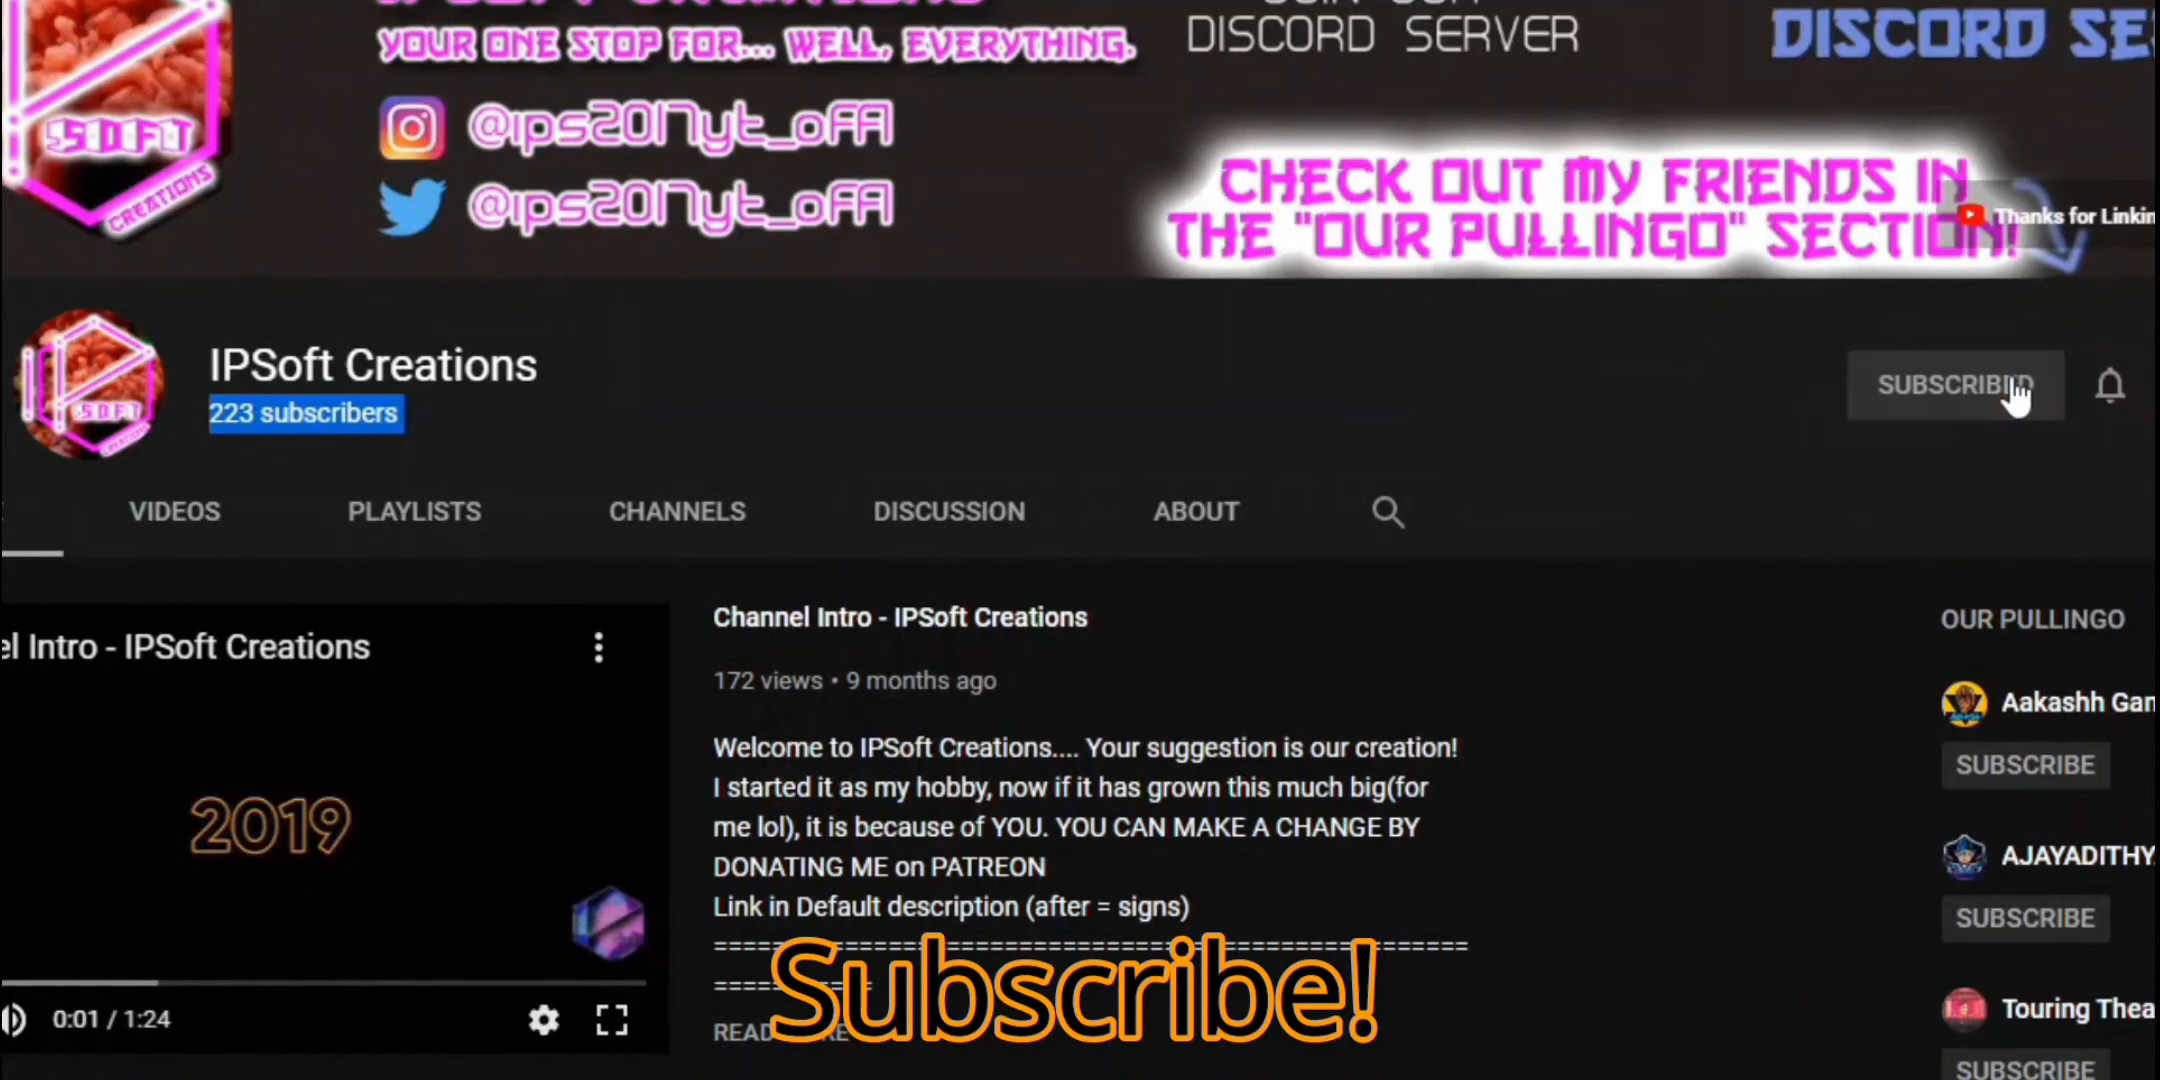 YOUR ONE STOP FOR... WELL, EVERYTHING.
DISCORD SERVER
DISCORD SE
@ips2017yt_off
@ips2017yt_off
SOFT
CREATIONS
CHECK OUT MY FRIENDS IN
THE "OUR PULLINGO" SECTION!
Thanks for Linkin
IPSoft Creations
223 subscribers
SUBSCRIBED
SOFT
VIDEOS
PLAYLISTS
CHANNELS
DISCUSSION
ABOUT
el Intro - IPSoft Creations
2019
0:01 / 1:24
Channel Intro - IPSoft Creations
172 views • 9 months ago
Welcome to IPSoft Creations.... Your suggestion is our creation!
I started it as my hobby, now if it has grown this much big(for
me lol), it is because of YOU. YOU CAN MAKE A CHANGE BY
DONATING ME on PATREON
Link in Default description (after = signs)
Subscribe!
OUR PULLINGO
Aakashh Gam
SUBSCRIBE
AJAYADITHY
SUBSCRIBE
Touring Thea
SUBSCRIBE